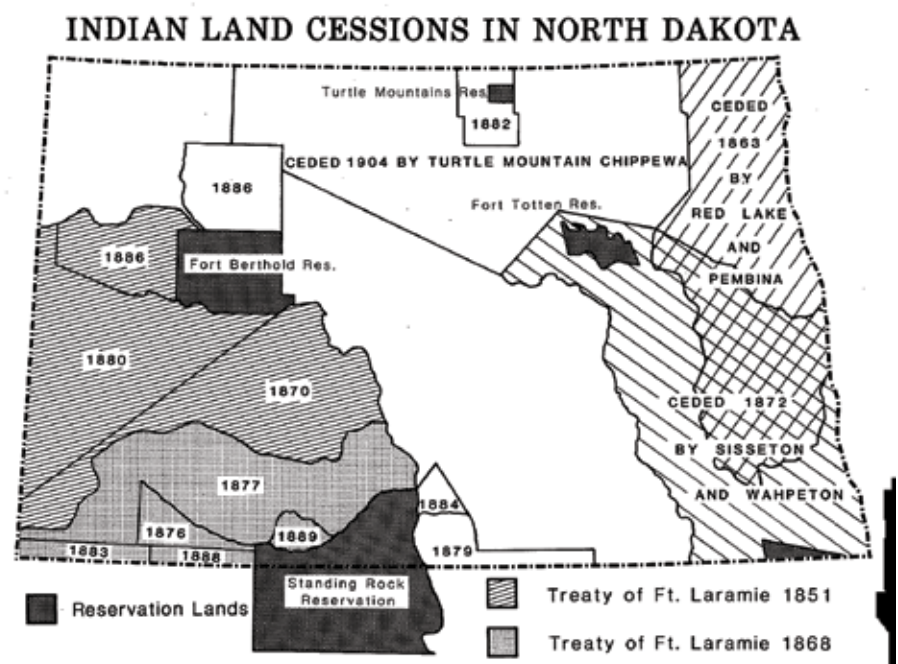 INDIAN LAND CESSIONS IN NORTH DAKOTA
Turtle Mountains Res.
1882
CEDED 1904 BY TURTLE MOUNTAIN CHIPPEWA
CEDED
1863
BY
RED LAKE
AND
PEMBINA
1886
Fort Totten Res.
1886
Fort Berthold Res.
1880
1870
CEDED 1872
BY SISSETON
AND WAHPETON
1877
1884
1876
1889
1883
1888
1879
Standing Rock
Reservation
Reservation Lands
Treaty of Ft. Laramie 1851
Treaty of Ft. Laramie 1868